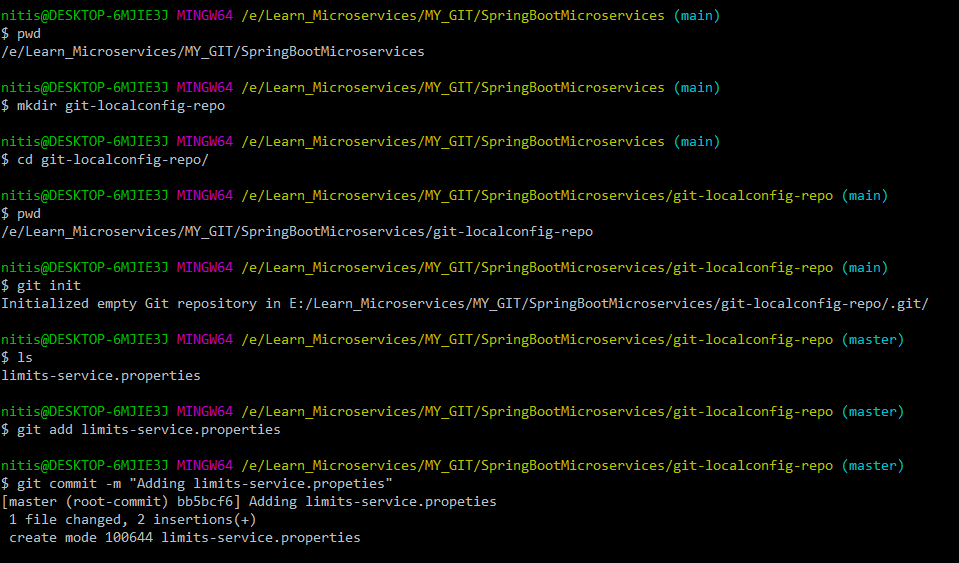 nitis@DESKTOP-6MJIE3J MINGW64 /e/Learn_Microservices/MY_GIT/SpringBootMicroservices (main)
$ pwd
/e/Learn_Microservices/MY_GIT/SpringBootMicroservices
nitis@DESKTOP-6MJIE3J MINGW64 /e/Learn_Microservices/MY_GIT/SpringBootMicroservices (main)
$ mkdir git-localconfig-repo
nitis@DESKTOP-6MJIE3J MINGW64 /e/Learn_Microservices/MY_GIT/SpringBootMicroservices (main)
$ cd git-localconfig-repo/
nitis@DESKTOP-6MJIE3J MINGW64 /e/Learn_Microservices/MY_GIT/SpringBootMicroservices/git-localconfig-repo (main)
$ pwd
/e/Learn_Microservices/MY_GIT/SpringBootMicroservices/git-localconfig-repo
nitis@DESKTOP-6MJIE3J MINGW64 /e/Learn_Microservices/MY_GIT/SpringBootMicroservices/git-localconfig-repo (main)
$ git init
Initialized empty Git repository in E:/Learn_Microservices/MY_GIT/SpringBootMicroservices/git-localconfig-repo/.git/
nitis@DESKTOP-6MJIE3J MINGW64 /e/Learn_Microservices/MY_GIT/SpringBootMicroservices/git-localconfig-repo (master)
$ ls
limits-service.properties
nitis@DESKTOP-6MJIE3J MINGW64 /e/Learn_Microservices/MY_GIT/SpringBootMicroservices/git-localconfig-repo (master)
$ git add limits-service.properties
nitis@DESKTOP-6MJIE3J MINGW64 /e/Learn_Microservices/MY_GIT/SpringBootMicroservices/git-localconfig-repo (master)
$ git commit -m "Adding limits-service.propeties"
[master (root-commit) bb5bcf6] Adding limits-service.propeties
 1 file changed, 2 insertions(+)
 create mode 100644 limits-service.properties